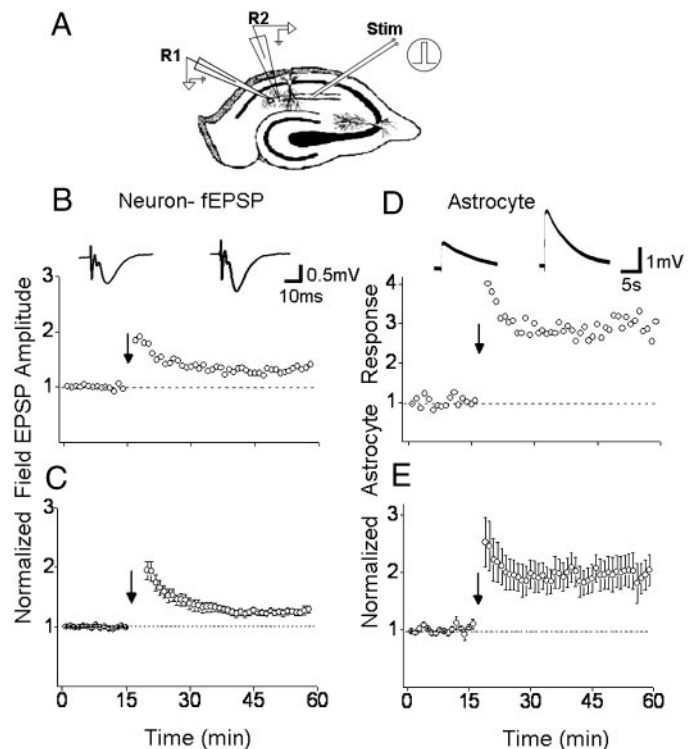 A
R1
R2
Stim
B
Neuron- fEPSP
0.5mV
10ms
3
2
1
Normalized Field EPSP Amplitude
C
3
2
1
0
15
30
45
60
Time (min)
D
Astrocyte
1mV
5s
4
3
2
1
Normalized Astrocyte Response
E
3
2
1
0
15
30
45
60
Time (min)